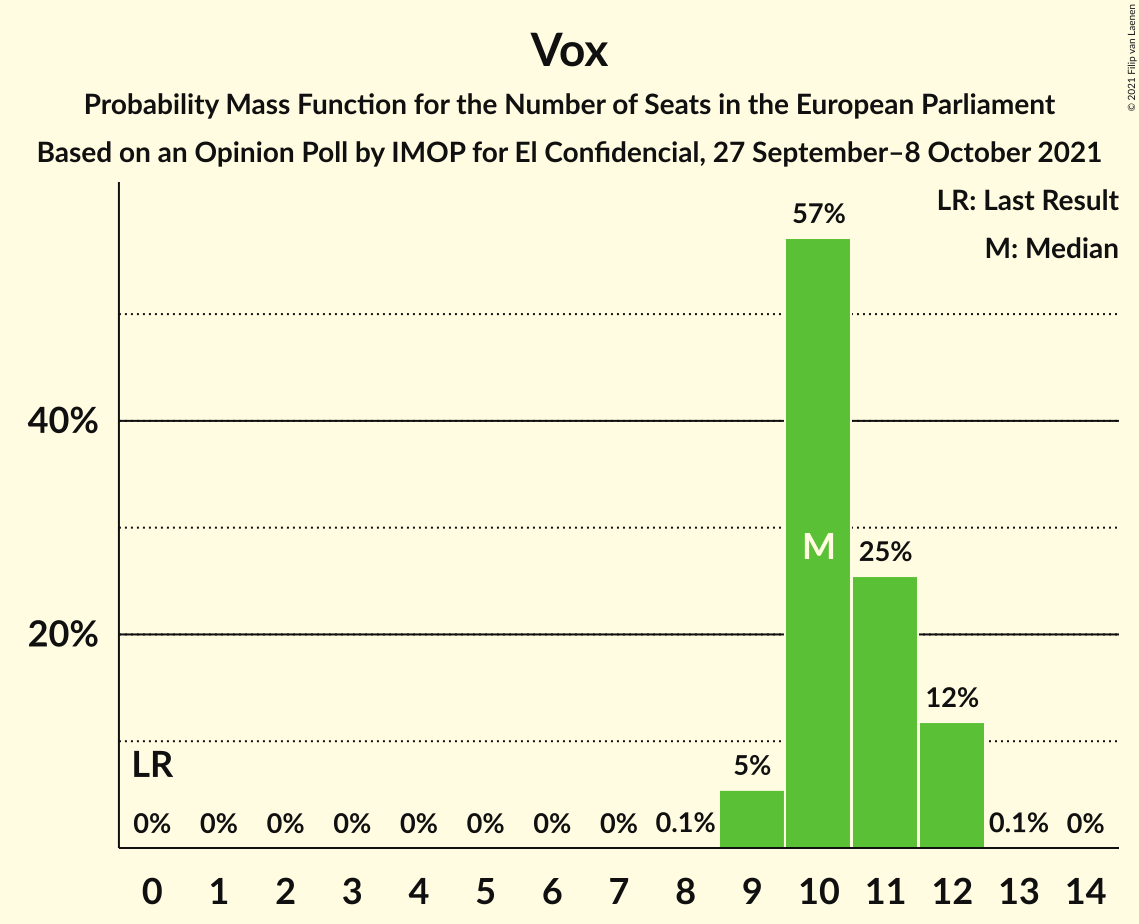 Vox
Probability Mass Function for the Number of Seats in the European Parliament
Based on an Opinion Poll by IMOP for El Confidencial, 27 September–8 October 2021
© 2021 Filip van Laenen
LR: Last Result
M: Median
57%
40%
M
25%
20%
12%
LR
5%
0% 0% 0% 0% 0% 0% 0% 0% 0.1% 0.1% 0%
0 1 2 3 4 5 6 7 8 9 10 11 12 13 14